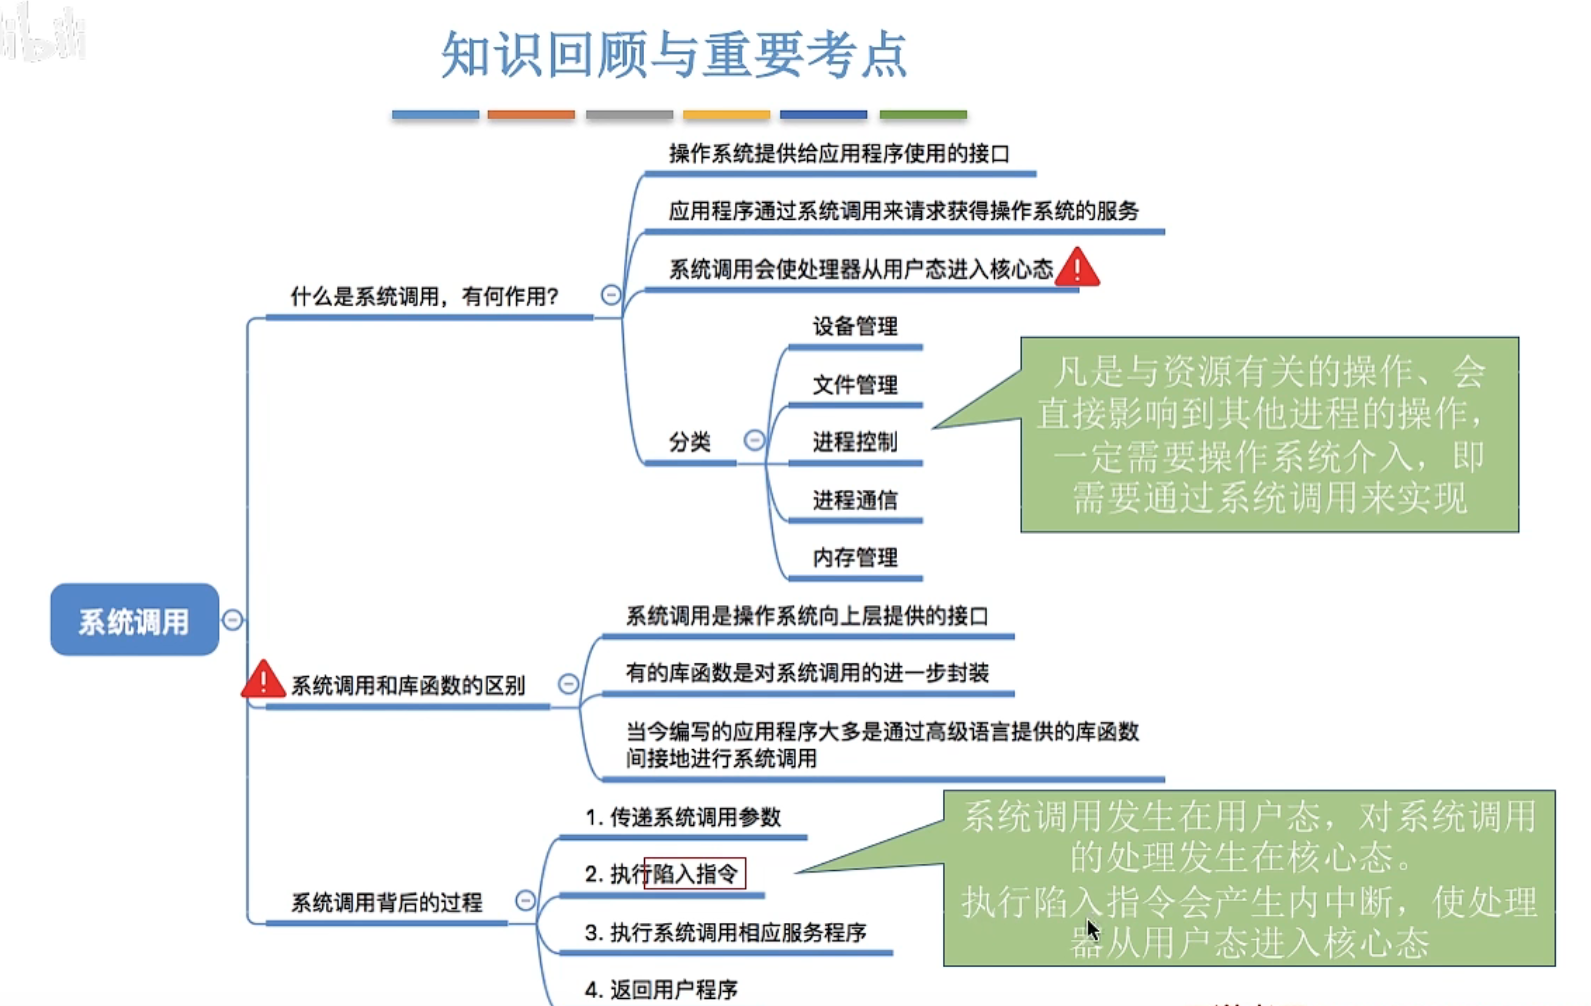 知识回顾与重要考点
操作系统提供给应用程序使用的接口
应用程序通过系统调用来请求获得操作系统的服务
系统调用会使处理器从用户态进入核心态
什么是系统调用，有何作用？
设备管理
文件管理
分类
进程控制
进程通信
内存管理
凡是与资源有关的操作、会
直接影响到其他进程的操作，
一定需要操作系统介入，即
需要通过系统调用来实现
系统调用
系统调用是操作系统向上层提供的接口
系统调用和库函数的区别
有的库函数是对系统调用的进一步封装
当今编写的应用程序大多是通过高级语言提供的库函数
间接地进行系统调用
1. 传递系统调用参数
2. 执行陷入指令
系统调用背后的过程
3. 执行系统调用相应服务程序
4. 返回用户程序
系统调用发生在用户态，对系统调用
的处理发生在核心态。
执行陷入指令会产生内中断，使处理
器从用户态进入核心态